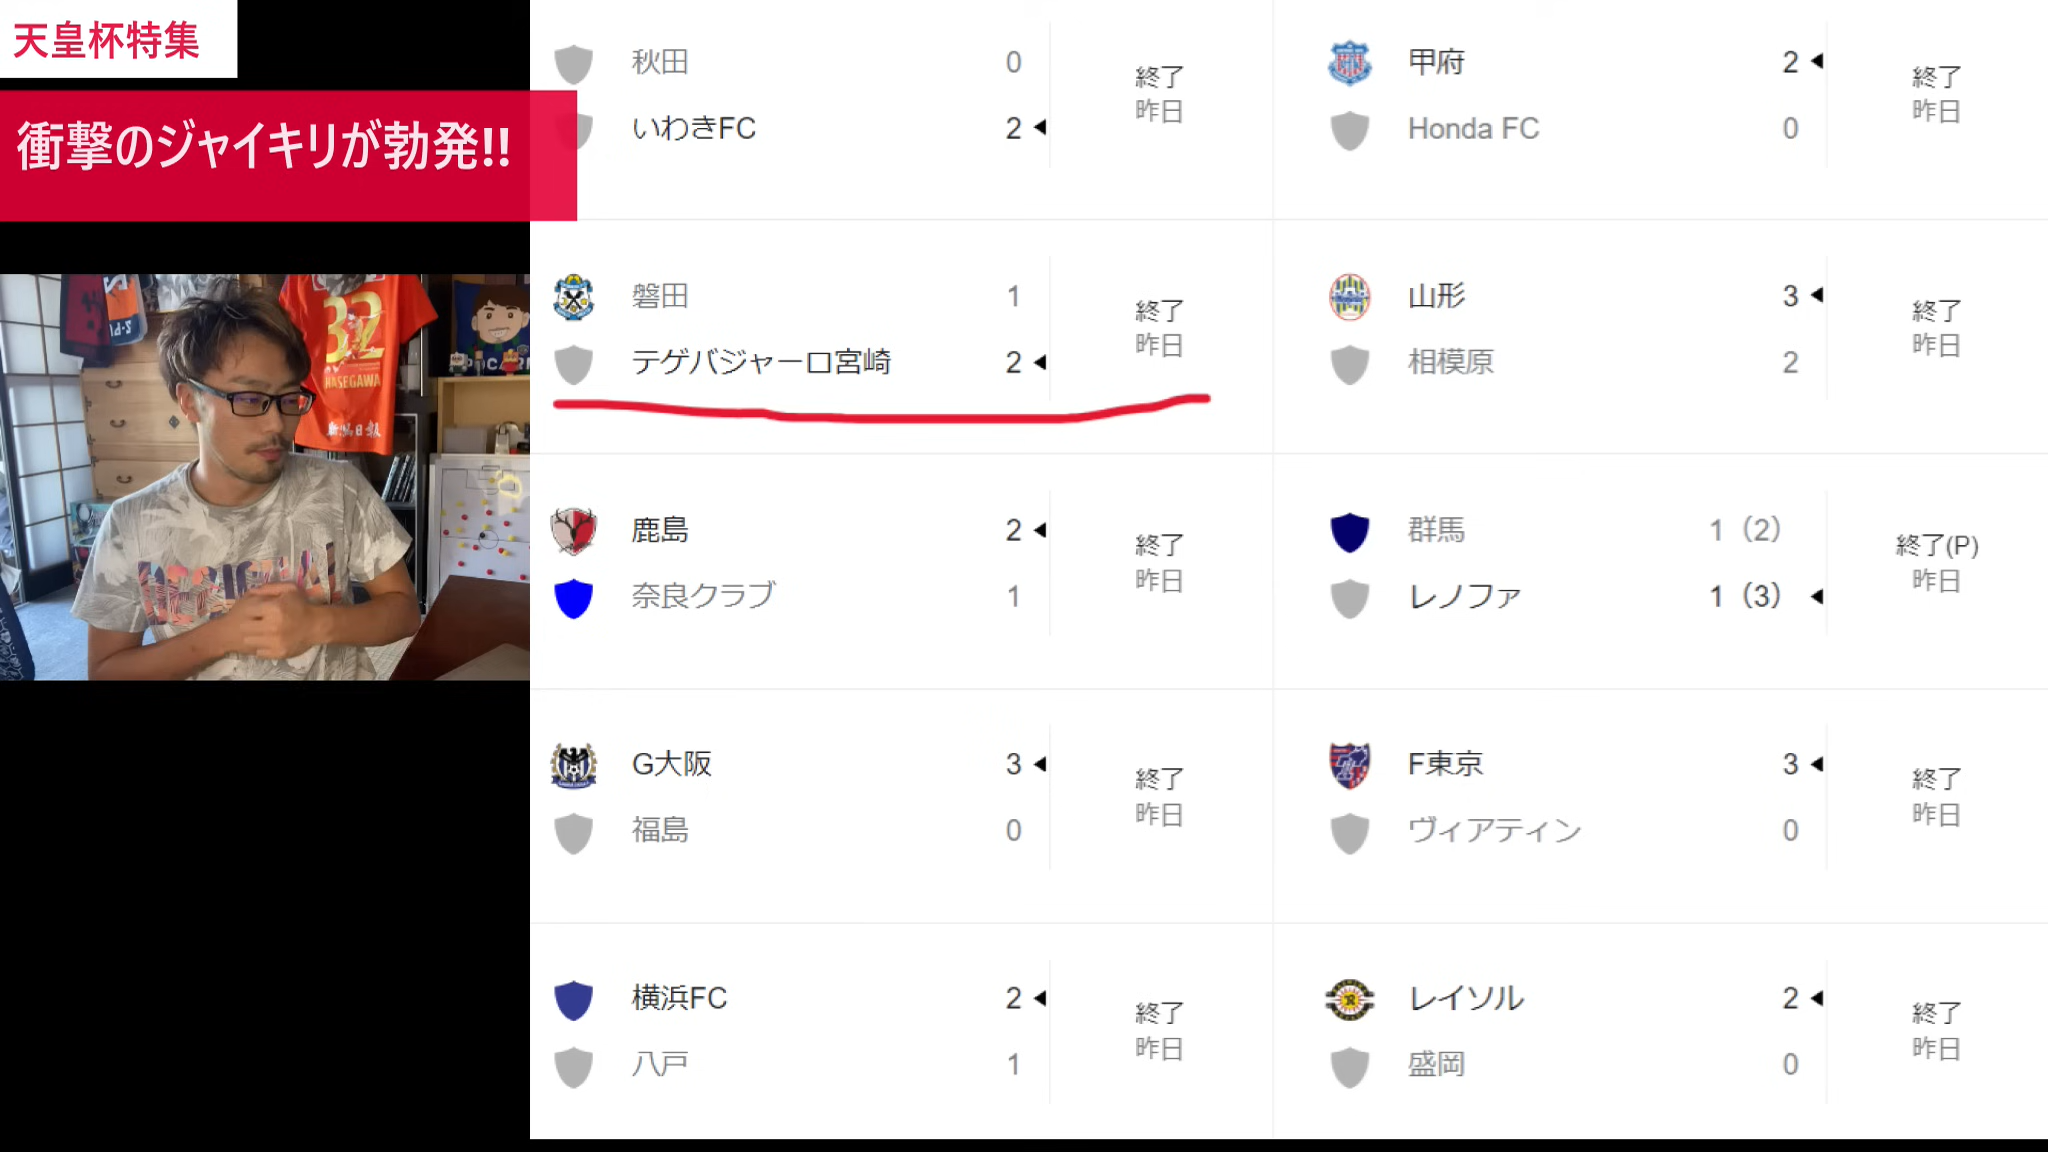 天皇杯特集
衝撃のジャイキリが勃発!!
秋田 0
いわきFC 2
終了
昨日
甲府 2
Honda FC 0
終了
昨日
磐田 1
テゲバジャーロ宮崎 2
終了
昨日
山形 3
相模原 2
終了
昨日
鹿島 2
奈良クラブ 1
終了
昨日
群馬 1（2）
レノファ 1（3）
終了(P)
昨日
G大阪 3
福島 0
終了
昨日
F東京 3
ヴィアティン 0
終了
昨日
横浜FC 2
八戸 1
終了
昨日
レイソル 2
盛岡 0
終了
昨日
32
HASEGAWA
新潟日報